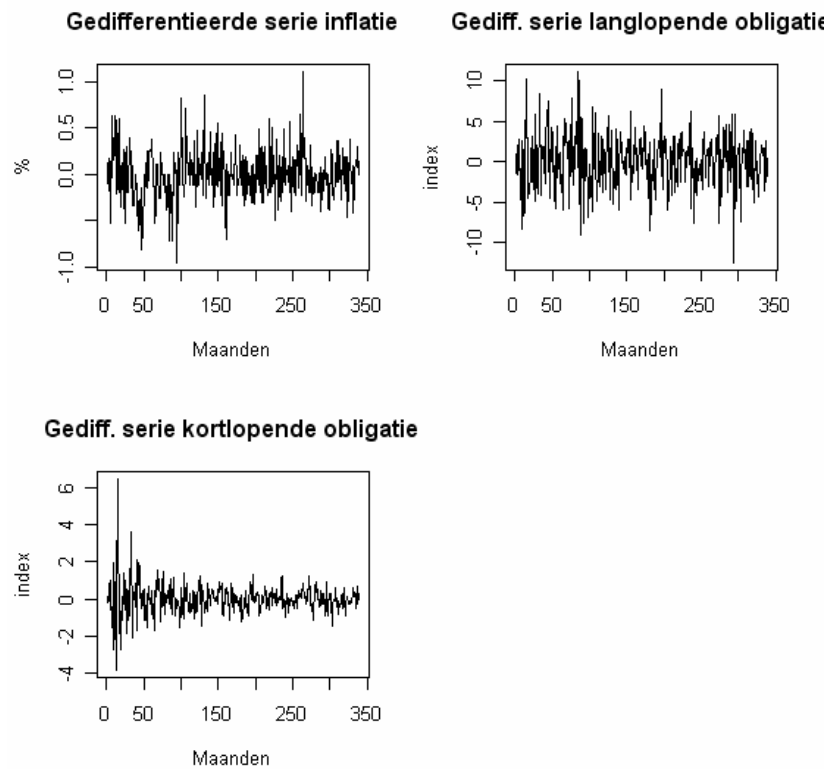 Gedifferentieerde serie inflatie
%
1.0
0.5
0.0
-1.0
0 50 150 250 350
Maanden
Gediff. serie langlopende obligatie
index
10
5
0
-5
-10
0 50 150 250 350
Maanden
Gediff. serie kortlopende obligatie
index
6
4
2
0
-2
-4
0 50 150 250 350
Maanden